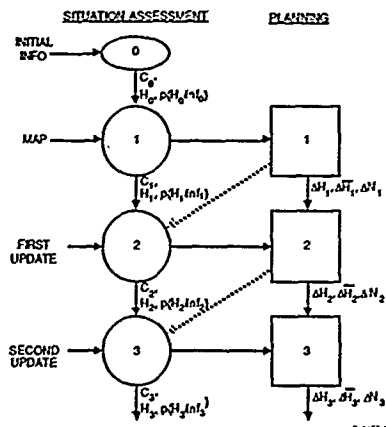 SITUATION ASSESSMENT
PLANNING
INITIAL
INFO
0
C₀,
H₀, p(H₀ Inf₀)
MAP
1
1
C₁,
H₁, p(H₁ Inf₁)
ΔH₁, ΔH̅₁, ΔN₁
FIRST
UPDATE
2
2
C₂,
H₂, p(H₂ Inf₂)
ΔH₂, ΔH̅₂, ΔN₂
SECOND
UPDATE
3
3
C₃,
H₃, p(H₃ Inf₃)
ΔH₃, ΔH̅₃, ΔN₃